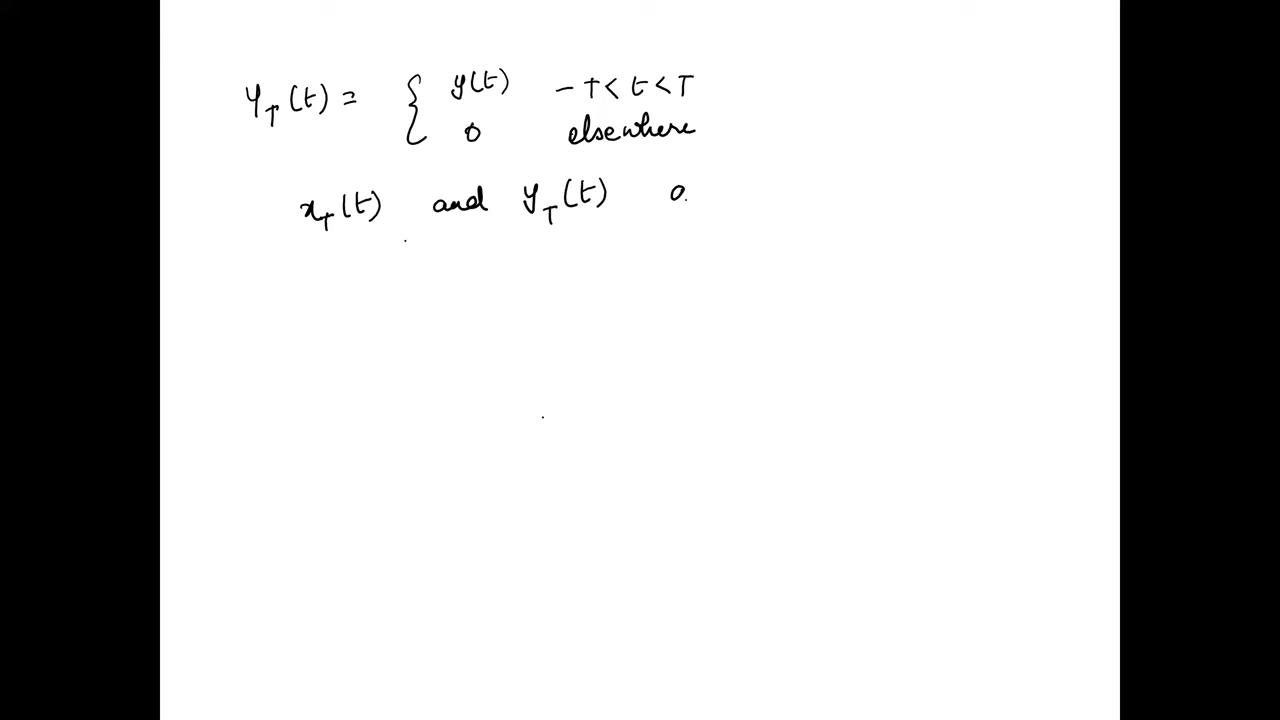 Y_T(t) = { y(t)   -T < t < T
0   elsewhere
x_T(t)   and   y_T(t)